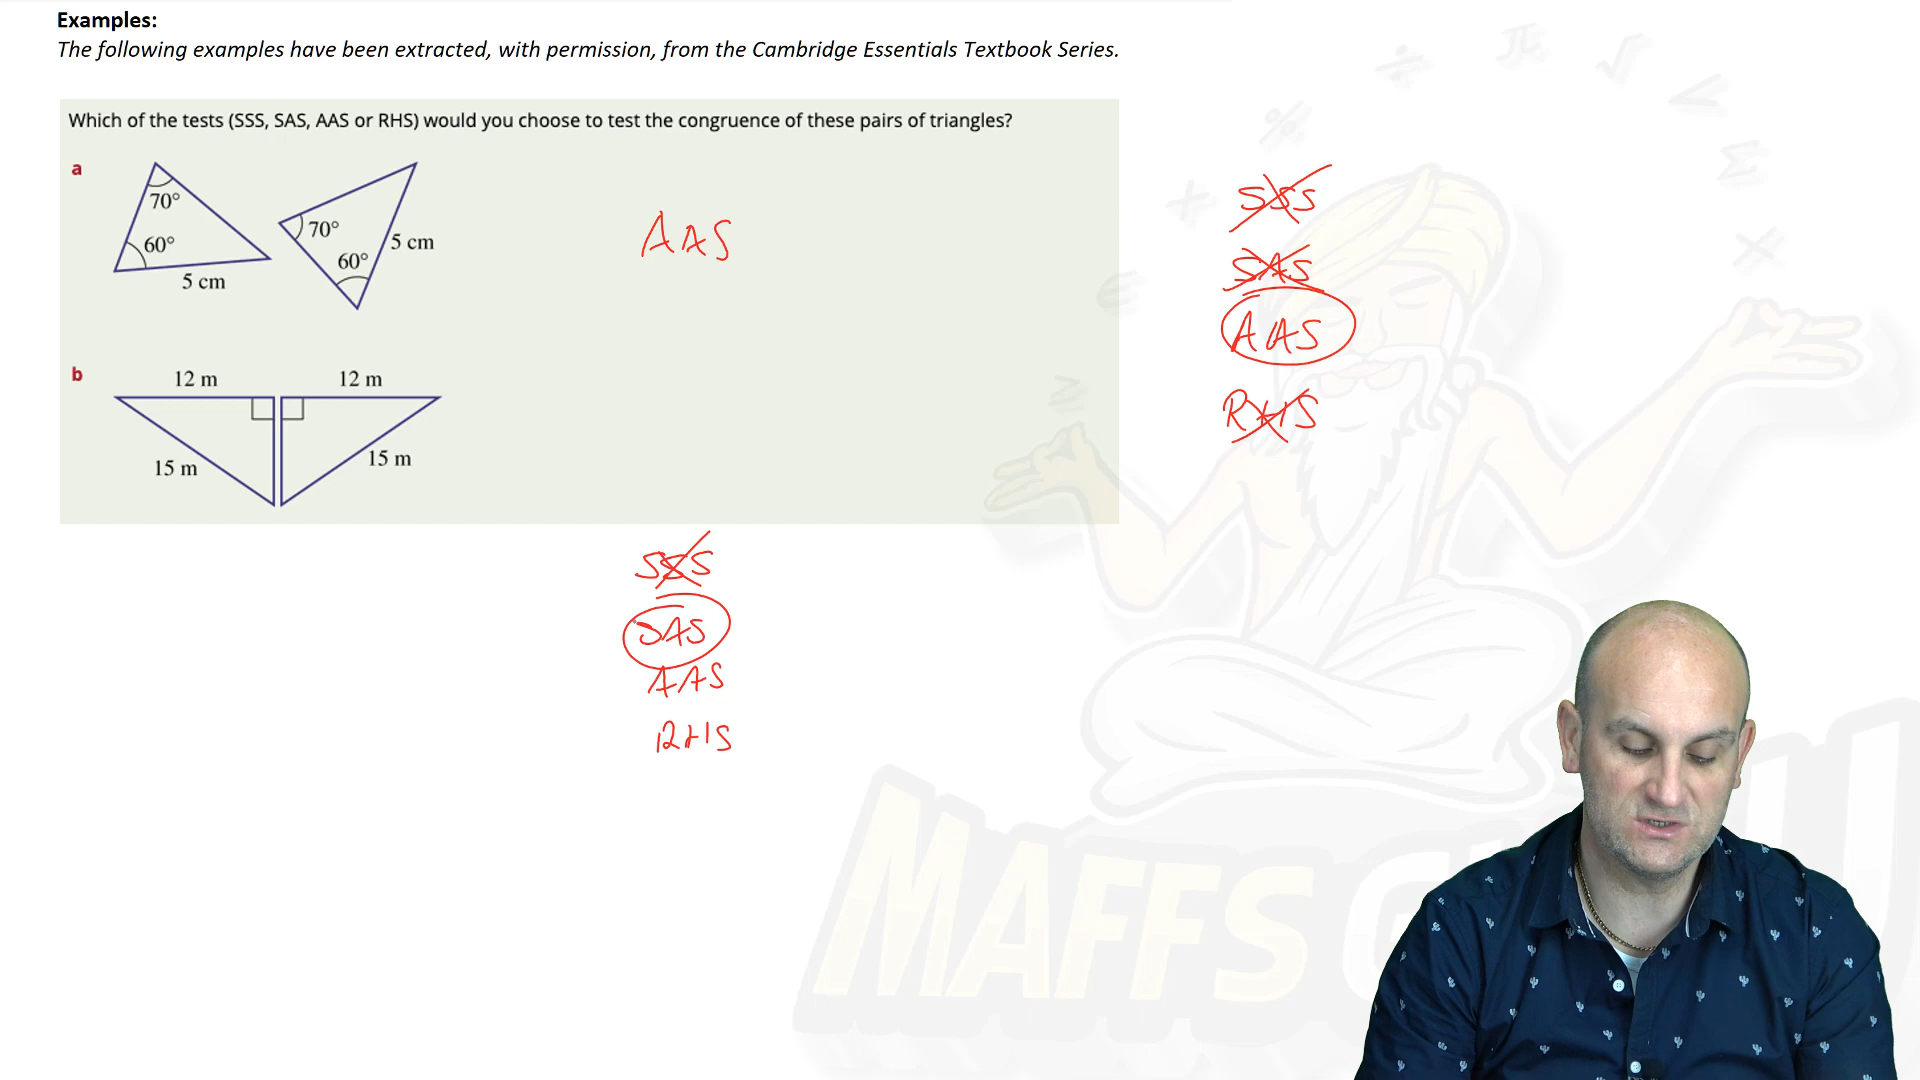 Examples:
The following examples have been extracted, with permission, from the Cambridge Essentials Textbook Series.
Which of the tests (SSS, SAS, AAS or RHS) would you choose to test the congruence of these pairs of triangles?
a
70°
60°
5 cm
70°
60°
5 cm
AAS
SSS
SAS
AAS
RHS
b
12 m
12 m
15 m
15 m
SSS
SAS
AAS
RHS
% ÷ π √ < Σ × + € ≥
MAFFS G